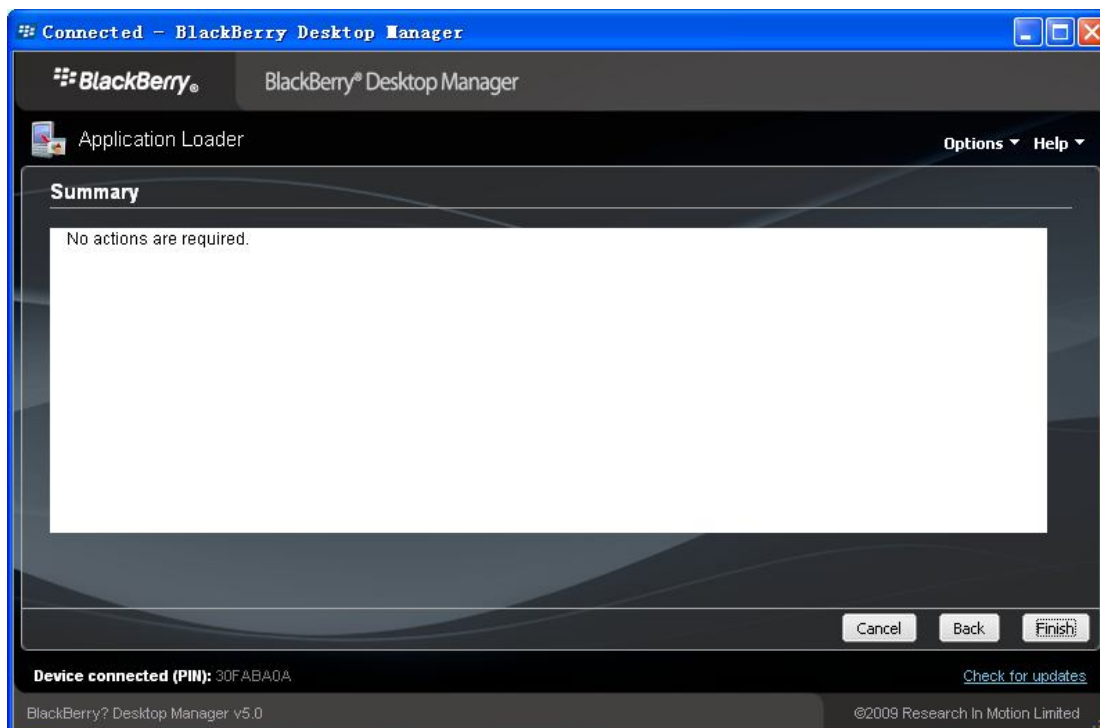 Connected - BlackBerry Desktop Manager
BlackBerry® BlackBerry® Desktop Manager
Application Loader Options Help
Summary
No actions are required.
Cancel Back Finish
Device connected (PIN): 30FABA0A Check for updates
BlackBerry? Desktop Manager v5.0 ©2009 Research In Motion Limited